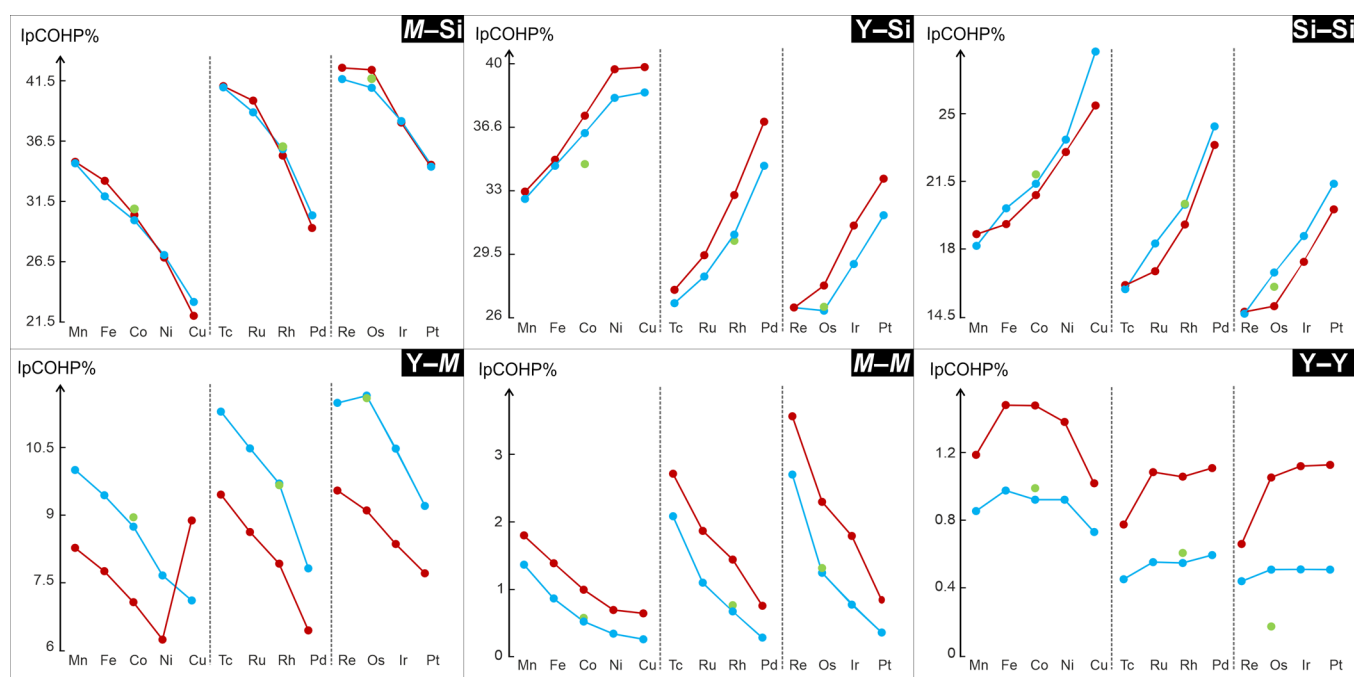 M–Si
IpCOHP%
41.5
36.5
31.5
26.5
21.5
Mn Fe Co Ni Cu Tc Ru Rh Pd Re Os Ir Pt
Y–Si
IpCOHP%
40
36.6
33
29.5
26
Mn Fe Co Ni Cu Tc Ru Rh Pd Re Os Ir Pt
Si–Si
IpCOHP%
25
21.5
18
14.5
Mn Fe Co Ni Cu Tc Ru Rh Pd Re Os Ir Pt
Y–M
IpCOHP%
10.5
9
7.5
6
Mn Fe Co Ni Cu Tc Ru Rh Pd Re Os Ir Pt
M–M
IpCOHP%
3
2
1
0
Mn Fe Co Ni Cu Tc Ru Rh Pd Re Os Ir Pt
Y–Y
IpCOHP%
1.2
0.8
0.4
0
Mn Fe Co Ni Cu Tc Ru Rh Pd Re Os Ir Pt